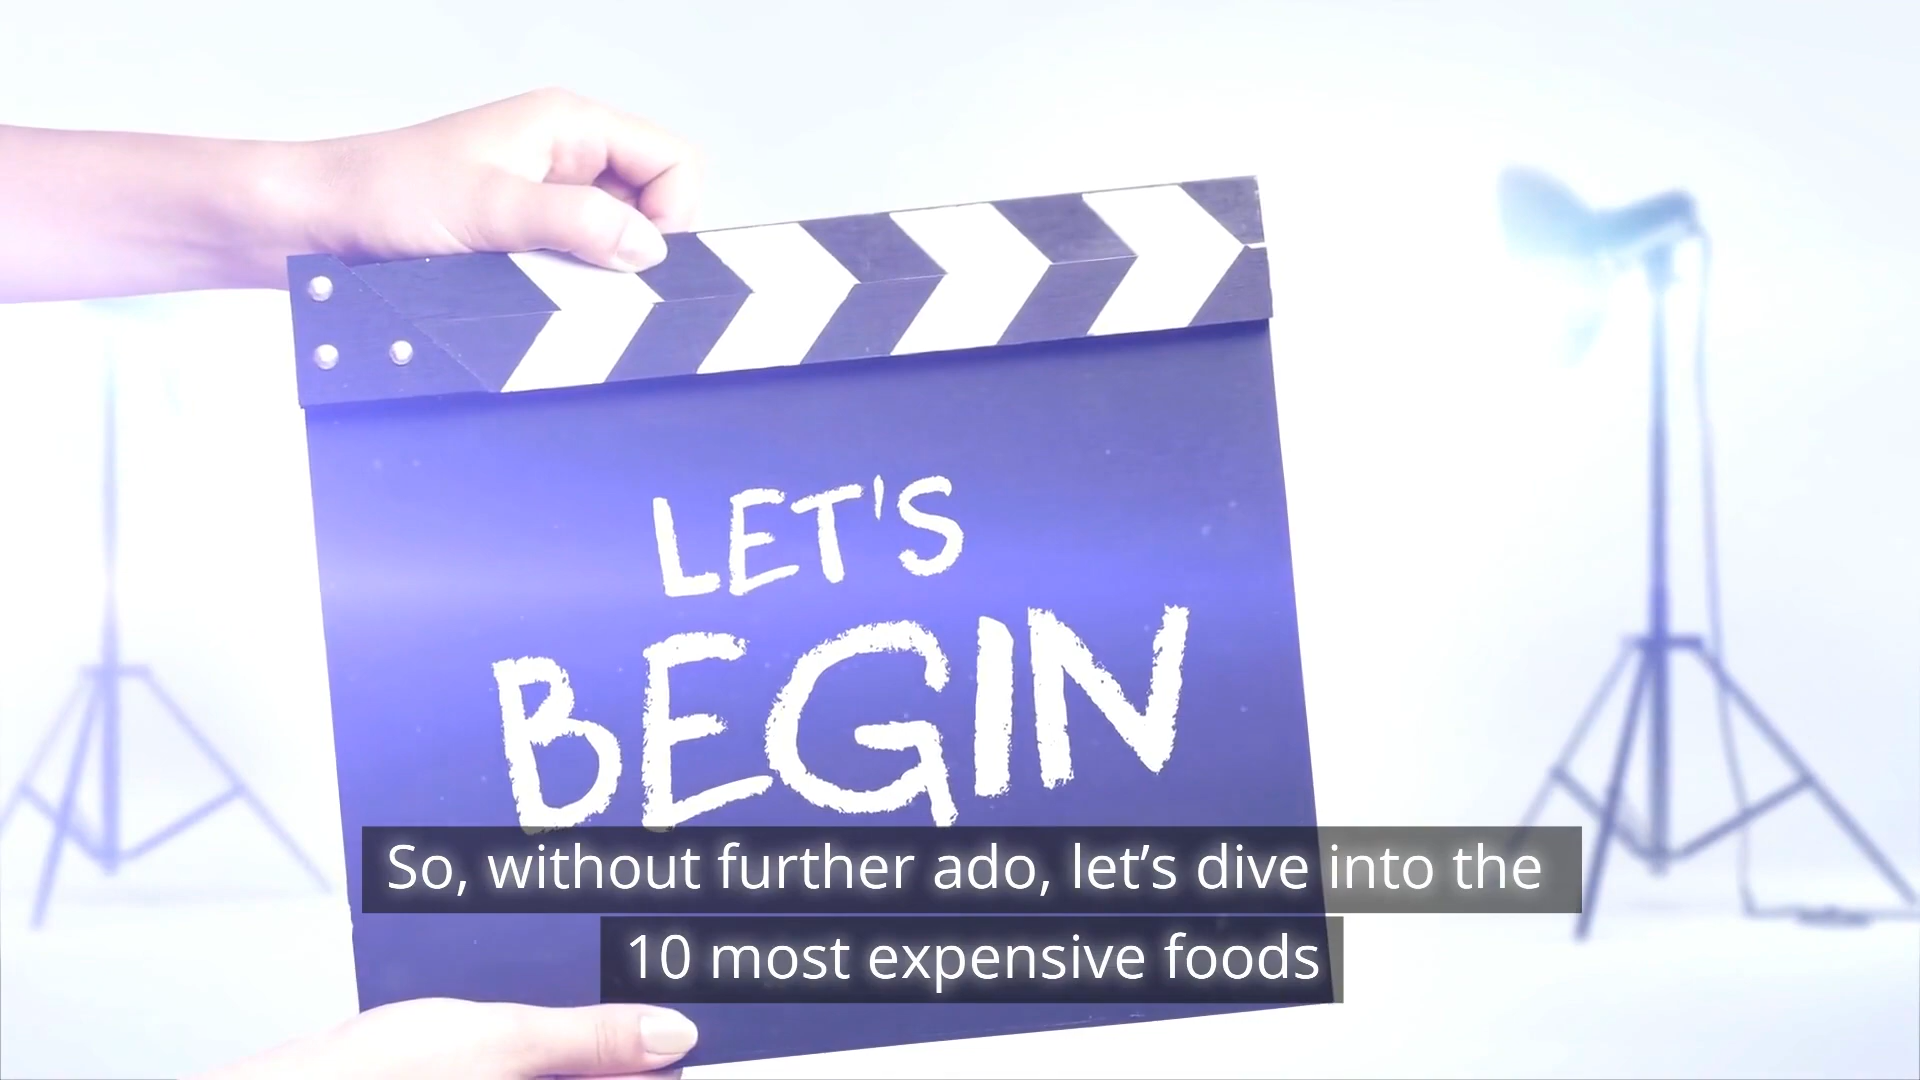 LET'S
BEGIN
So, without further ado, let’s dive into the
10 most expensive foods